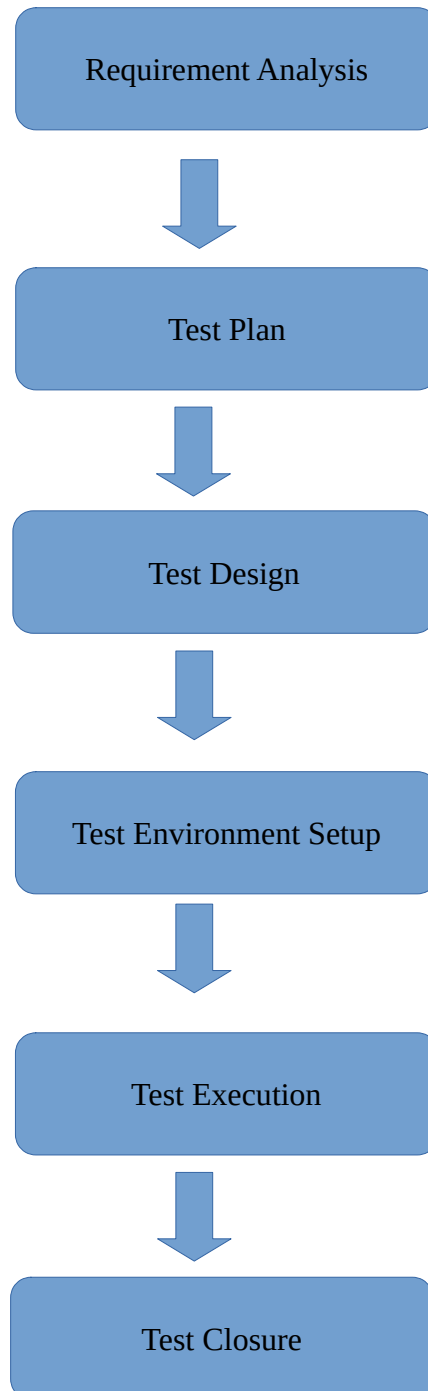 Requirement Analysis
Test Plan
Test Design
Test Environment Setup
Test Execution
Test Closure